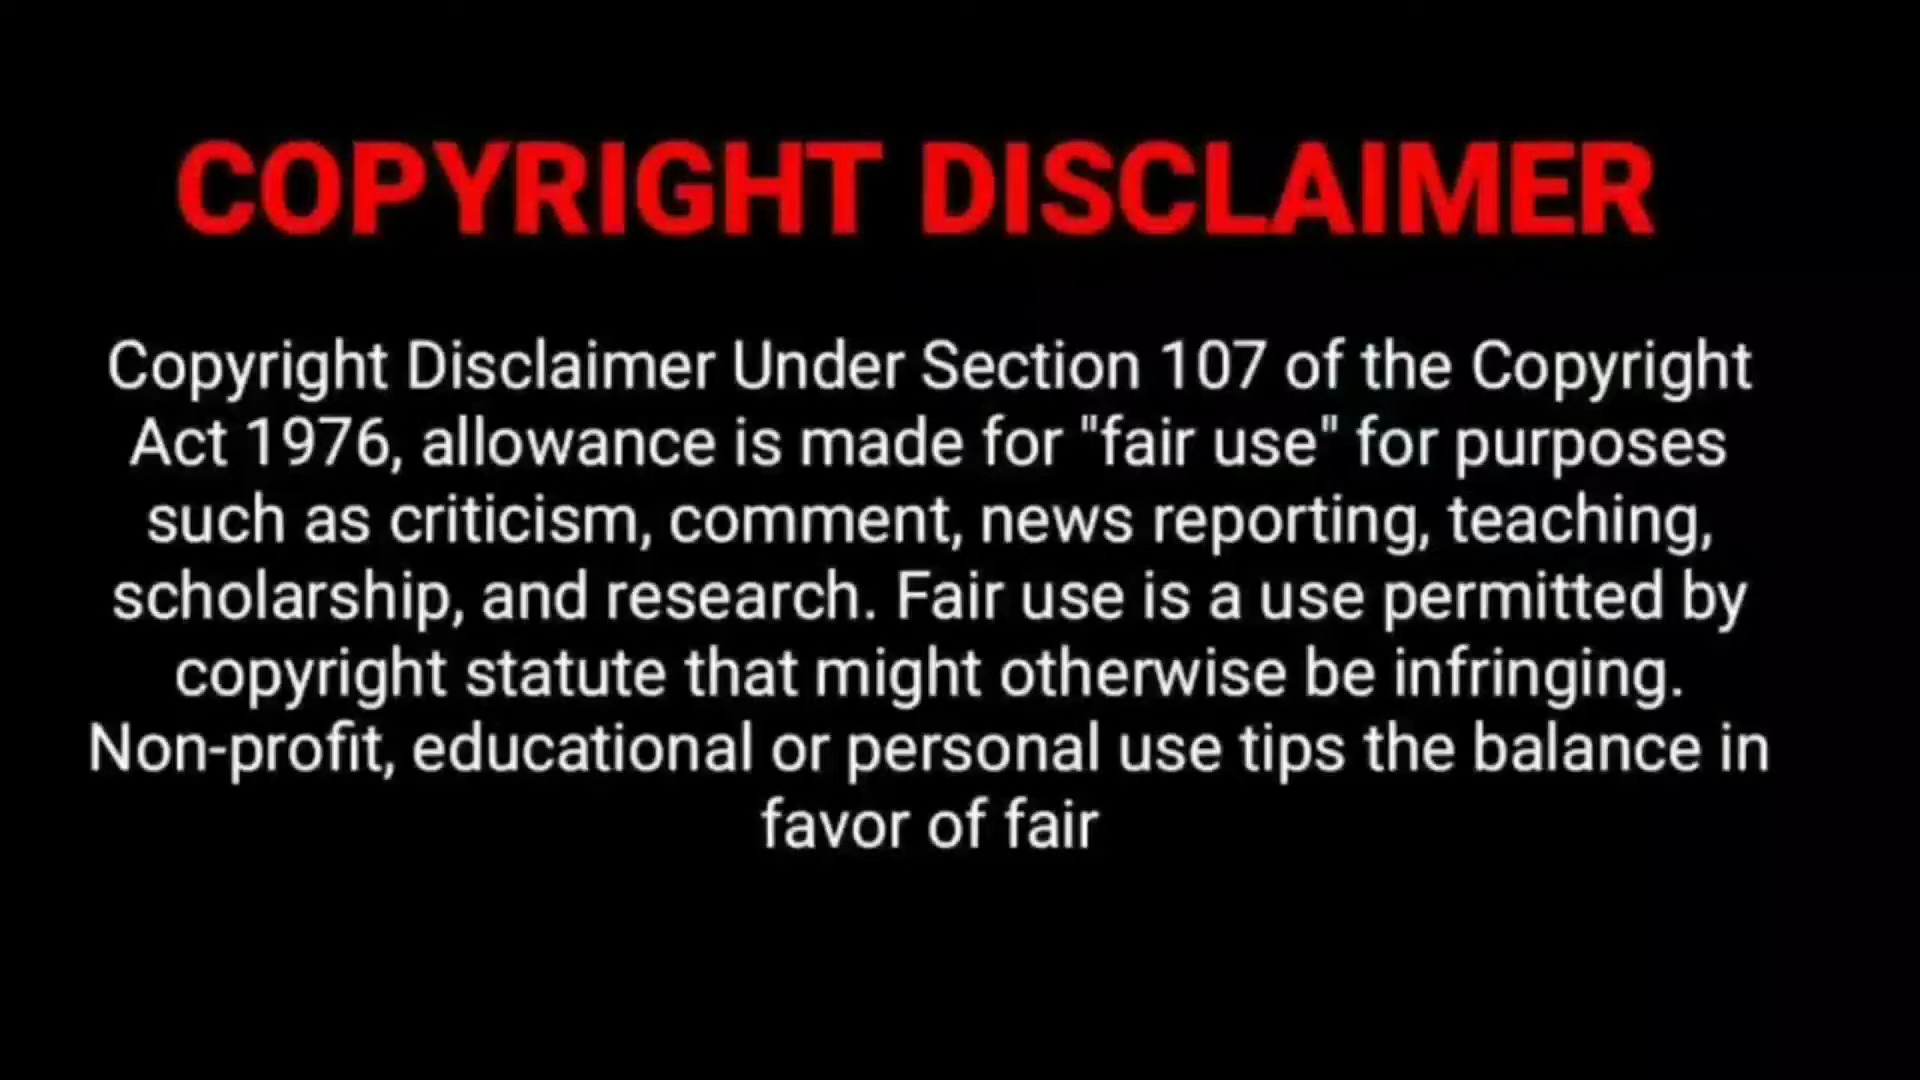 COPYRIGHT DISCLAIMER
Copyright Disclaimer Under Section 107 of the Copyright
Act 1976, allowance is made for "fair use" for purposes
such as criticism, comment, news reporting, teaching,
scholarship, and research. Fair use is a use permitted by
copyright statute that might otherwise be infringing.
Non-profit, educational or personal use tips the balance in
favor of fair